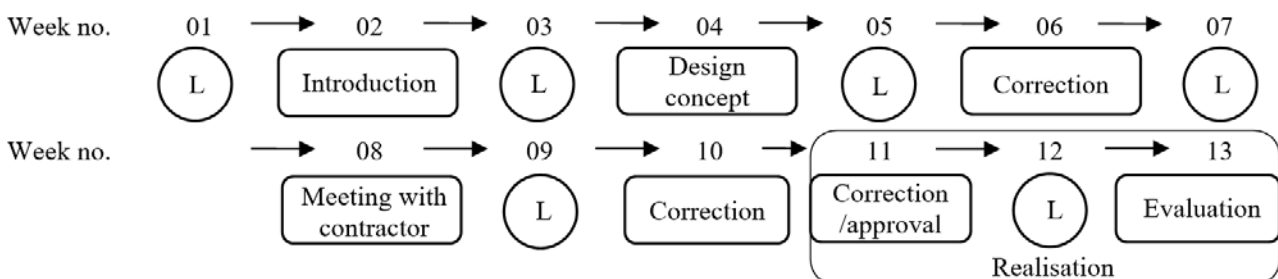 Week no. 01 02 03 04 05 06 07
L Introduction L Design concept L Correction L
Week no. 08 09 10 11 12 13
Meeting with contractor L Correction Correction /approval L Evaluation
Realisation